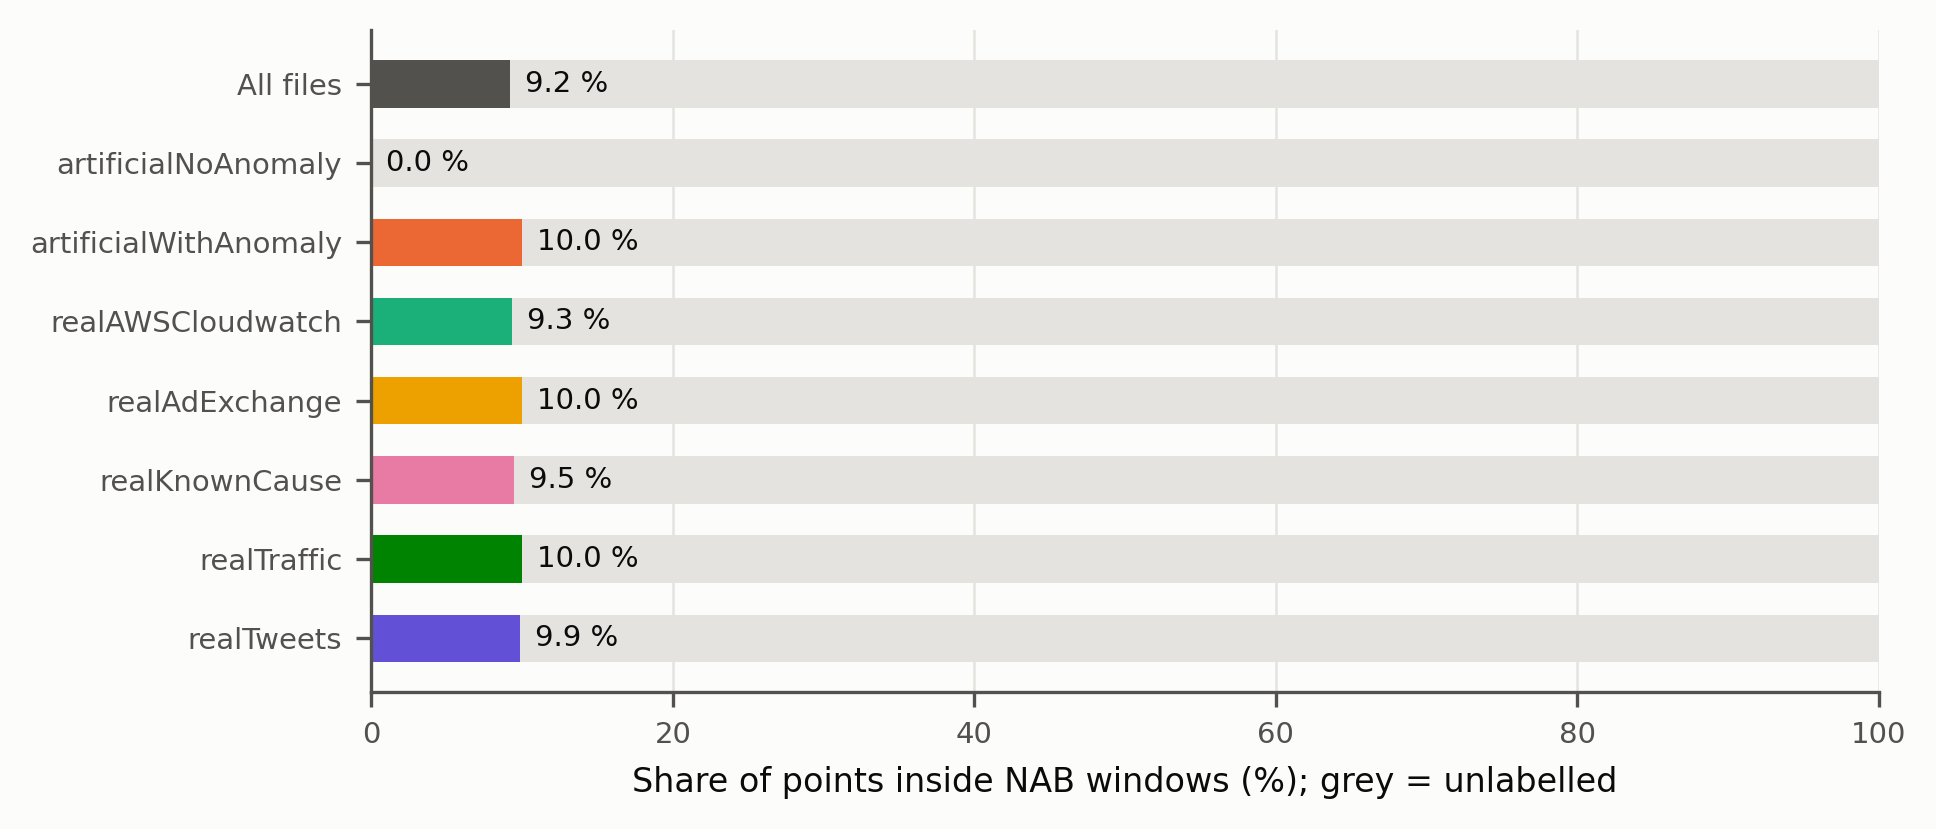 All files 9.2 %
artificialNoAnomaly 0.0 %
artificialWithAnomaly 10.0 %
realAWSCloudwatch 9.3 %
realAdExchange 10.0 %
realKnownCause 9.5 %
realTraffic 10.0 %
realTweets 9.9 %
0 20 40 60 80 100
Share of points inside NAB windows (%); grey = unlabelled